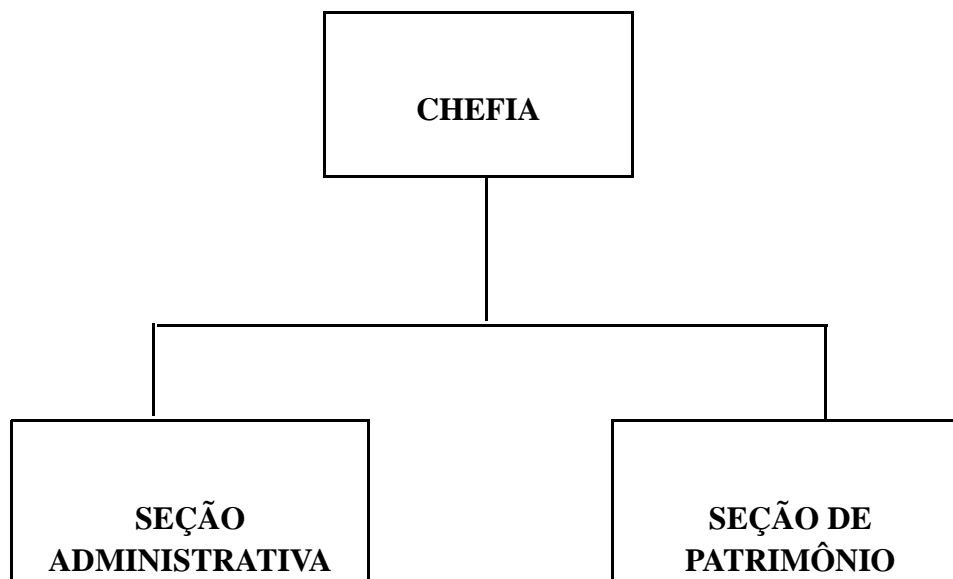 CHEFIA
SEÇÃO
ADMINISTRATIVA
SEÇÃO DE
PATRIMÔNIO